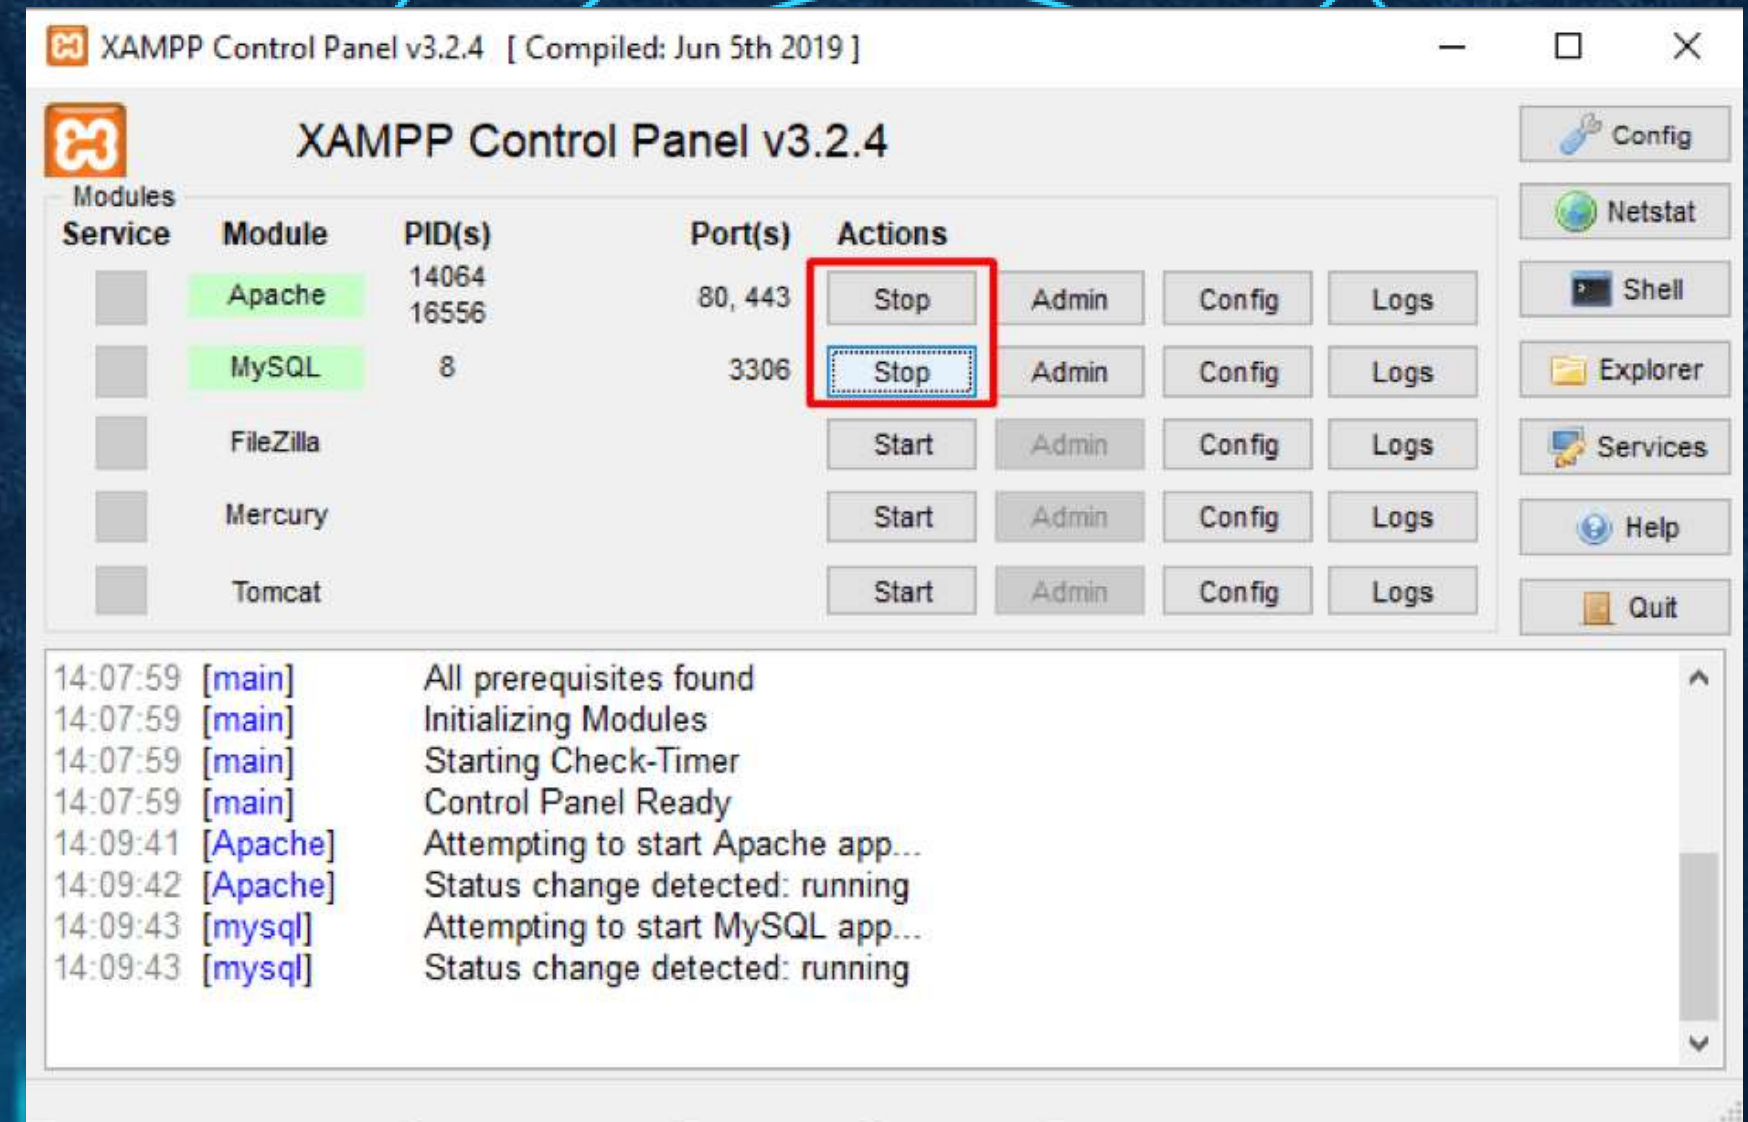 XAMPP Control Panel v3.2.4 [ Compiled: Jun 5th 2019 ]
XAMPP Control Panel v3.2.4
Config
Modules
Netstat
Service Module PID(s) Port(s) Actions
Apache 14064 16556 80, 443 Stop Admin Config Logs
Shell
MySQL 8 3306 Stop Admin Config Logs
Explorer
FileZilla Start Admin Config Logs
Services
Mercury Start Admin Config Logs
Help
Tomcat Start Admin Config Logs
Quit
14:07:59 [main] All prerequisites found
14:07:59 [main] Initializing Modules
14:07:59 [main] Starting Check-Timer
14:07:59 [main] Control Panel Ready
14:09:41 [Apache] Attempting to start Apache app...
14:09:42 [Apache] Status change detected: running
14:09:43 [mysql] Attempting to start MySQL app...
14:09:43 [mysql] Status change detected: running